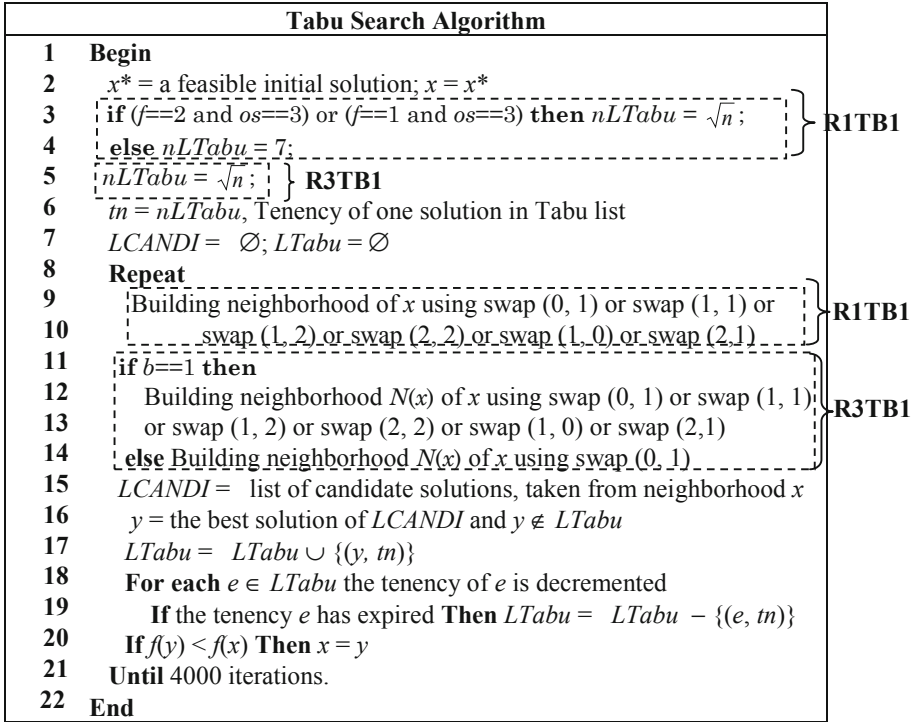 Tabu Search Algorithm
1 Begin
2 x* = a feasible initial solution; x = x*
3 if (f==2 and os==3) or (f==1 and os==3) then nLTabu = √n ;
R1TB1
4 else nLTabu = 7;
5 nLTabu = √n ; R3TB1
6 tn = nLTabu, Tenency of one solution in Tabu list
7 LCANDI = ∅; LTabu = ∅
8 Repeat
9 Building neighborhood of x using swap (0, 1) or swap (1, 1) or
R1TB1
10 swap (1, 2) or swap (2, 2) or swap (1, 0) or swap (2,1)
11 if b==1 then
12 Building neighborhood N(x) of x using swap (0, 1) or swap (1, 1)
R3TB1
13 or swap (1, 2) or swap (2, 2) or swap (1, 0) or swap (2,1)
14 else Building neighborhood N(x) of x using swap (0, 1)
15 LCANDI = list of candidate solutions, taken from neighborhood x
16 y = the best solution of LCANDI and y ∉ LTabu
17 LTabu = LTabu ∪ {(y, tn)}
18 For each e ∈ LTabu the tenency of e is decremented
19 If the tenency e has expired Then LTabu = LTabu − {(e, tn)}
20 If f(y) < f(x) Then x = y
21 Until 4000 iterations.
22 End